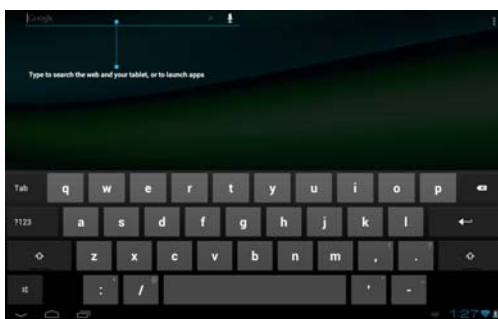 Google
Type to search the web and your tablet, or to launch apps
Tab q w e r t y u i o p
?123 a s d f g h j k l
z x c v b n m , .
: / ' -
1:27